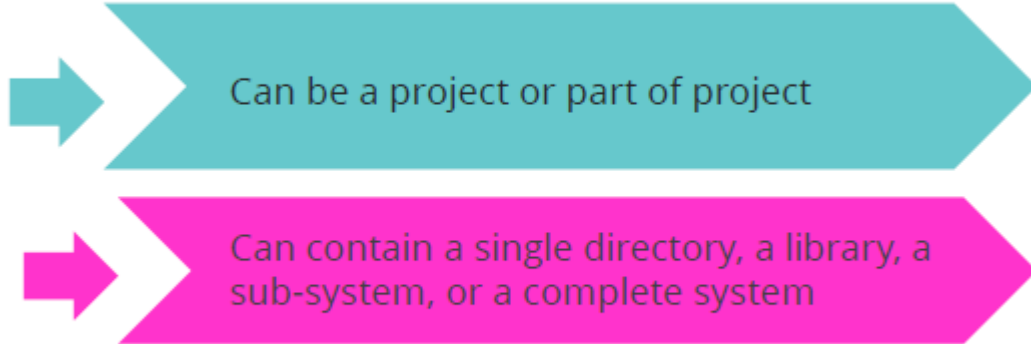 Can be a project or part of project
Can contain a single directory, a library, a
sub-system, or a complete system